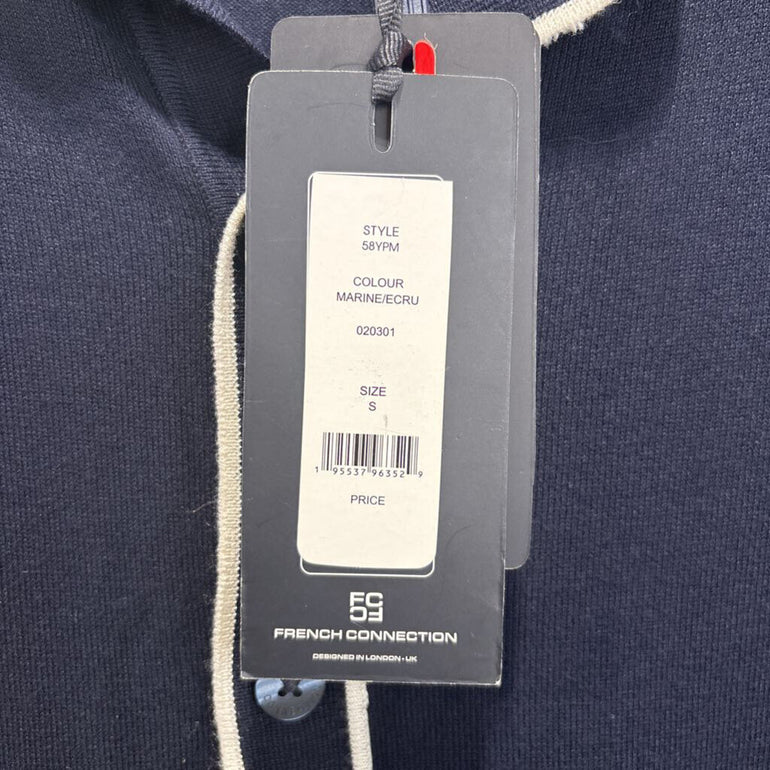 STYLE
58YPM
COLOUR
MARINE/ECRU
020301
SIZE
S
1 95537 96352 9
PRICE
FC
FC
FRENCH CONNECTION
DESIGNED IN LONDON - UK